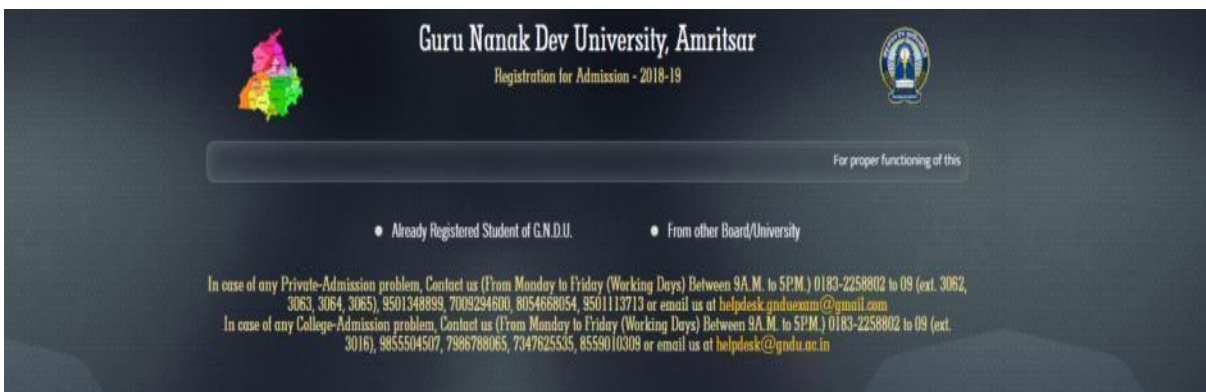 Guru Nanak Dev University, Amritsar
Registration for Admission - 2018-19
For proper functioning of this
Already Registered Student of G.N.D.U.
From other Board/University
In case of any Private-Admission problem, Contact us (From Monday to Friday (Working Days) Between 9A.M. to 5P.M.) 0183-2258802 to 09 (ext. 3062,
3063, 3064, 3065), 9501348899, 7009294600, 8054668054, 9501113713 or email us at helpdesk.gnduexam@gmail.com
In case of any College-Admission problem, Contact us (From Monday to Friday (Working Days) Between 9A.M. to 5P.M.) 0183-2258802 to 09 (ext.
3016), 9855504507, 7986788065, 7347625535, 8559010309 or email us at helpdesk@gndu.ac.in